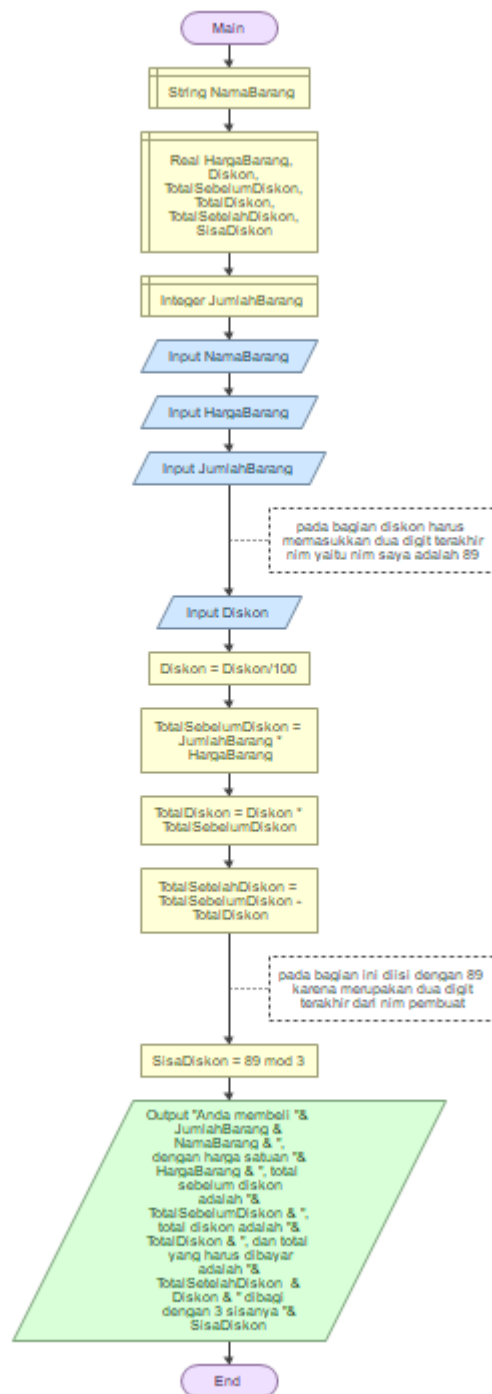 Main
String NamaBarang
Real HargaBarang,
Diskon,
TotalSebelumDiskon,
TotalDiskon,
TotalSetelahDiskon,
SisaDiskon
Integer JumlahBarang
Input NamaBarang
Input HargaBarang
Input JumlahBarang
pada bagian diskon harus
memasukkan dua digit terakhir
nim yaitu nim saya adalah 89
Input Diskon
Diskon = Diskon/100
TotalSebelumDiskon =
JumlahBarang *
HargaBarang
TotalDiskon = Diskon *
TotalSebelumDiskon
TotalSetelahDiskon =
TotalSebelumDiskon -
TotalDiskon
pada bagian ini diisi dengan 89
karena merupakan dua digit
terakhir dari nim pembuat
SisaDiskon = 89 mod 3
Output "Anda membeli "&
JumlahBarang &
NamaBarang & ",
dengan harga satuan "&
HargaBarang & ", total
sebelum diskon
adalah "&
TotalSebelumDiskon & ",
total diskon adalah "&
TotalDiskon & ", dan total
yang harus dibayar
adalah "&
TotalSetelahDiskon &
Diskon & " dibagi
dengan 3 sisanya "&
SisaDiskon
End